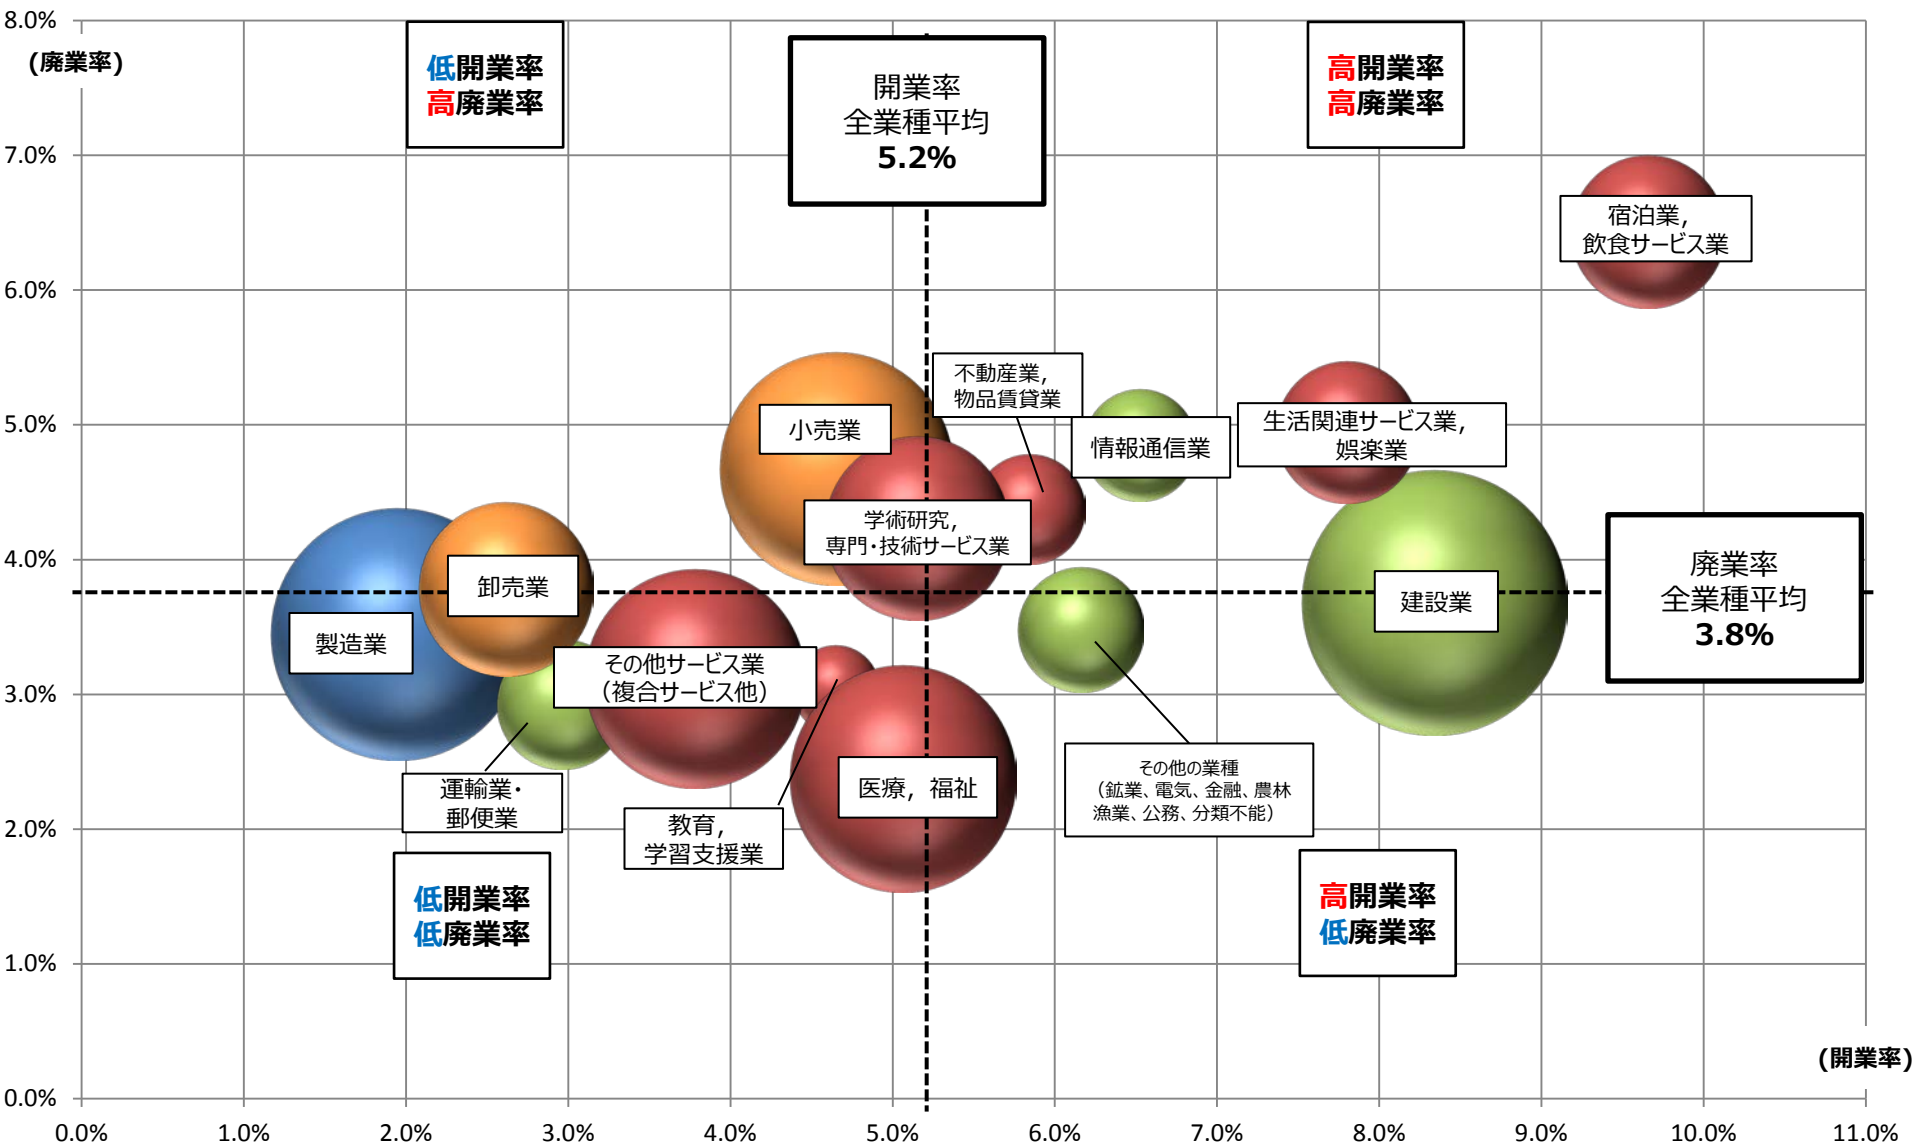 8.0%
(廃業率)
低開業率
高廃業率
開業率
全業種平均
5.2%
高開業率
高廃業率
7.0%
宿泊業,
飲食サービス業
6.0%
不動産業,
物品賃貸業
小売業
情報通信業
生活関連サービス業,
娯楽業
5.0%
学術研究,
専門・技術サービス業
4.0%
卸売業
建設業
廃業率
全業種平均
3.8%
製造業
その他サービス業
（複合サービス他）
3.0%
運輸業・
郵便業
医療, 福祉
その他の業種
（鉱業、電気、金融、農林
漁業、公務、分類不能）
教育,
学習支援業
2.0%
低開業率
低廃業率
高開業率
低廃業率
1.0%
(開業率)
0.0%
0.0% 1.0% 2.0% 3.0% 4.0% 5.0% 6.0% 7.0% 8.0% 9.0% 10.0% 11.0%